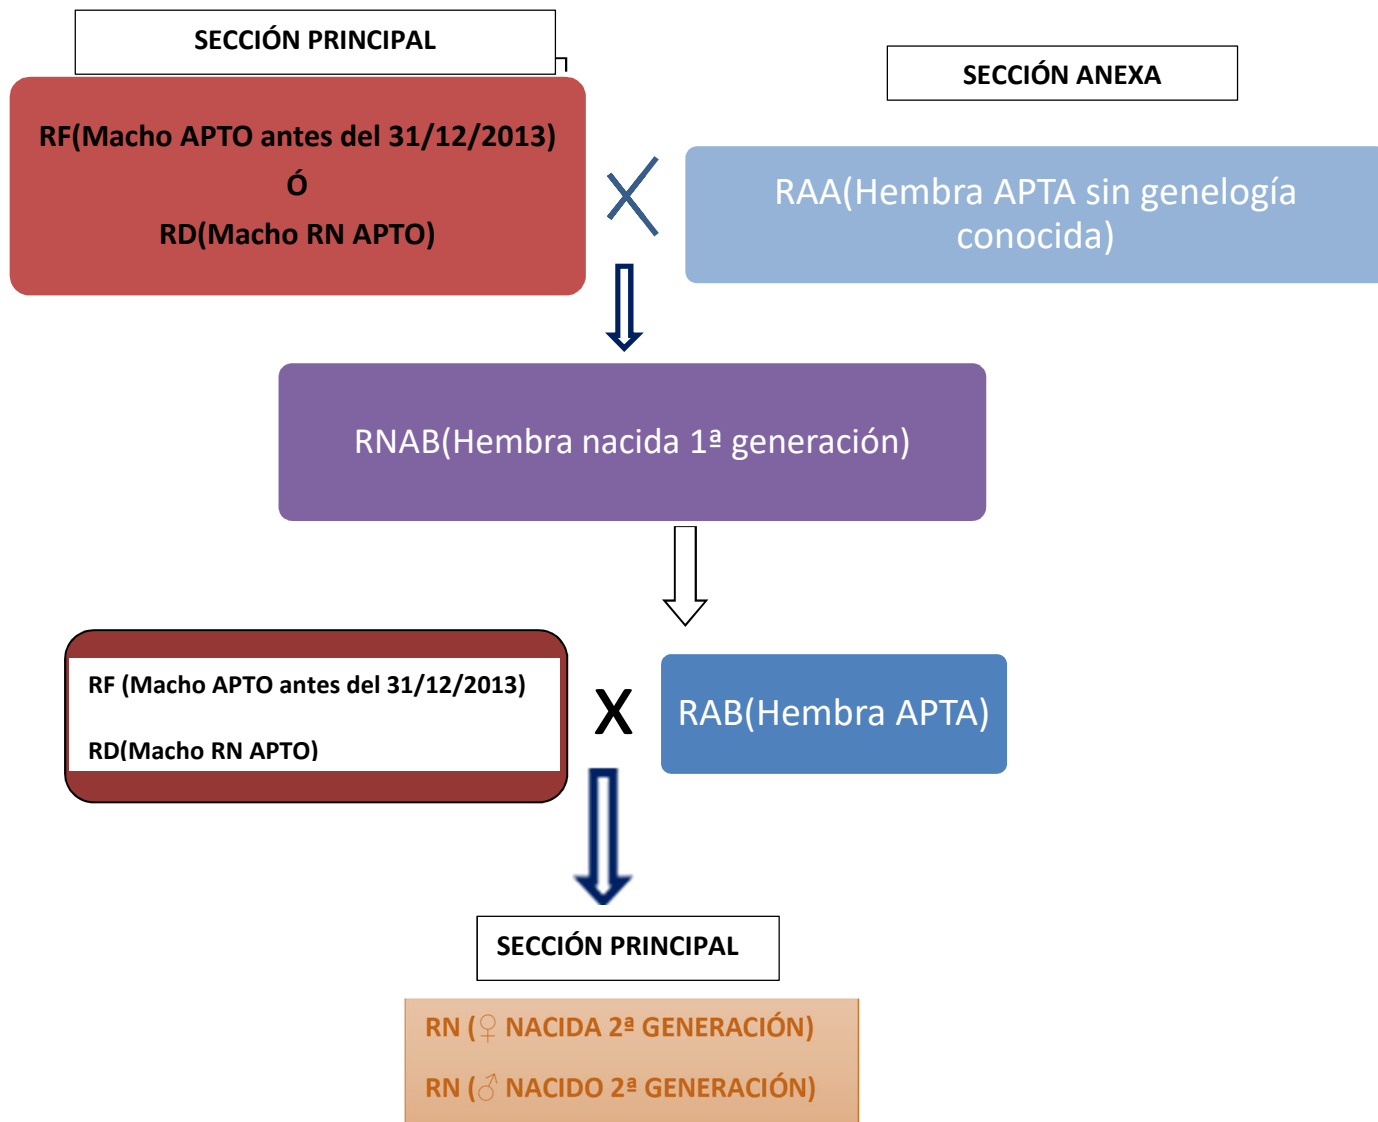 SECCIÓN PRINCIPAL
SECCIÓN ANEXA
RF(Macho APTO antes del 31/12/2013)
Ó
RD(Macho RN APTO)
RAA(Hembra APTA sin genelogía
conocida)
RNAB(Hembra nacida 1ª generación)
RF (Macho APTO antes del 31/12/2013)
RD(Macho RN APTO)
X
RAB(Hembra APTA)
SECCIÓN PRINCIPAL
RN (♀ NACIDA 2ª GENERACIÓN)
RN (♂ NACIDO 2ª GENERACIÓN)